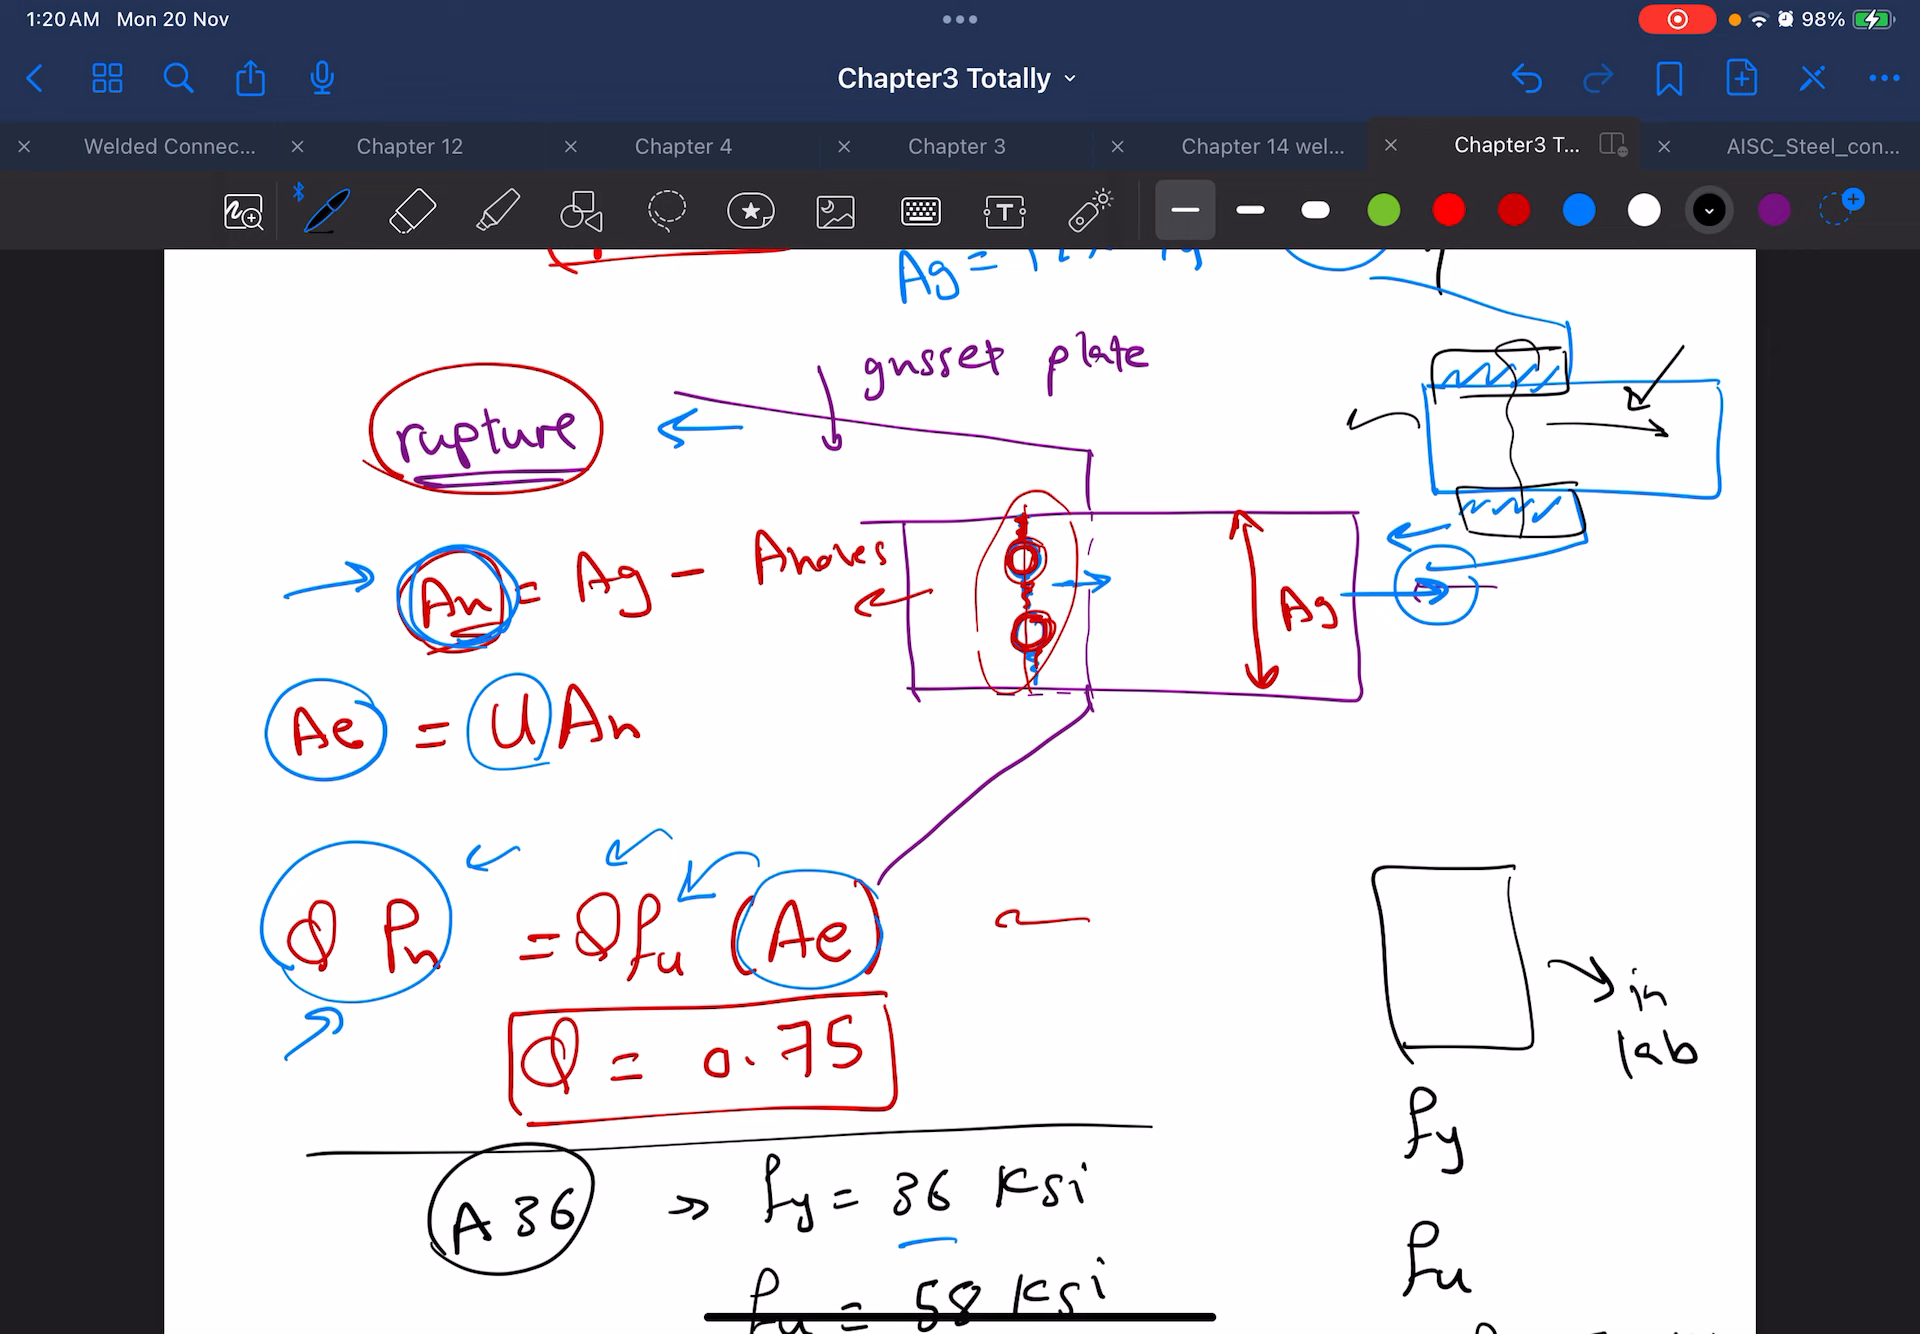 1:20 AM Mon 20 Nov 98%
Chapter3 Totally
Welded Connec... Chapter 12 Chapter 4 Chapter 3 Chapter 14 wel... Chapter3 T... AISC_Steel_con...
T
Ag =
gusset plate
rupture
An = Ag - Aholes
Ag
Ae = U An
Ø Pn = Ø Fu (Ae)
in
lab
Ø = 0.75
Fy
A 36 >> Fy = 36 Ksi
Fu
Fu = 58 Ksi